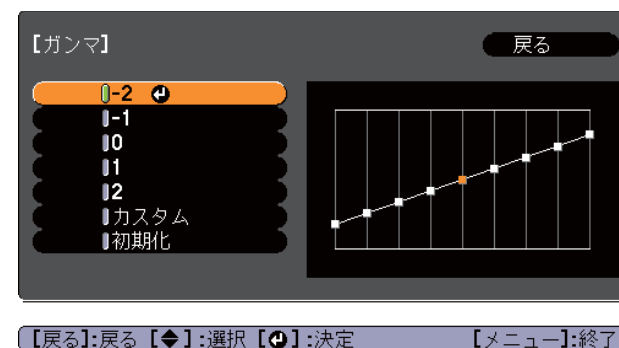 【ガンマ】
戻る
-2
-1
0
1
2
カスタム
初期化
【戻る】:戻る 【◆】:選択 【⏎】:決定 【メニュー】:終了